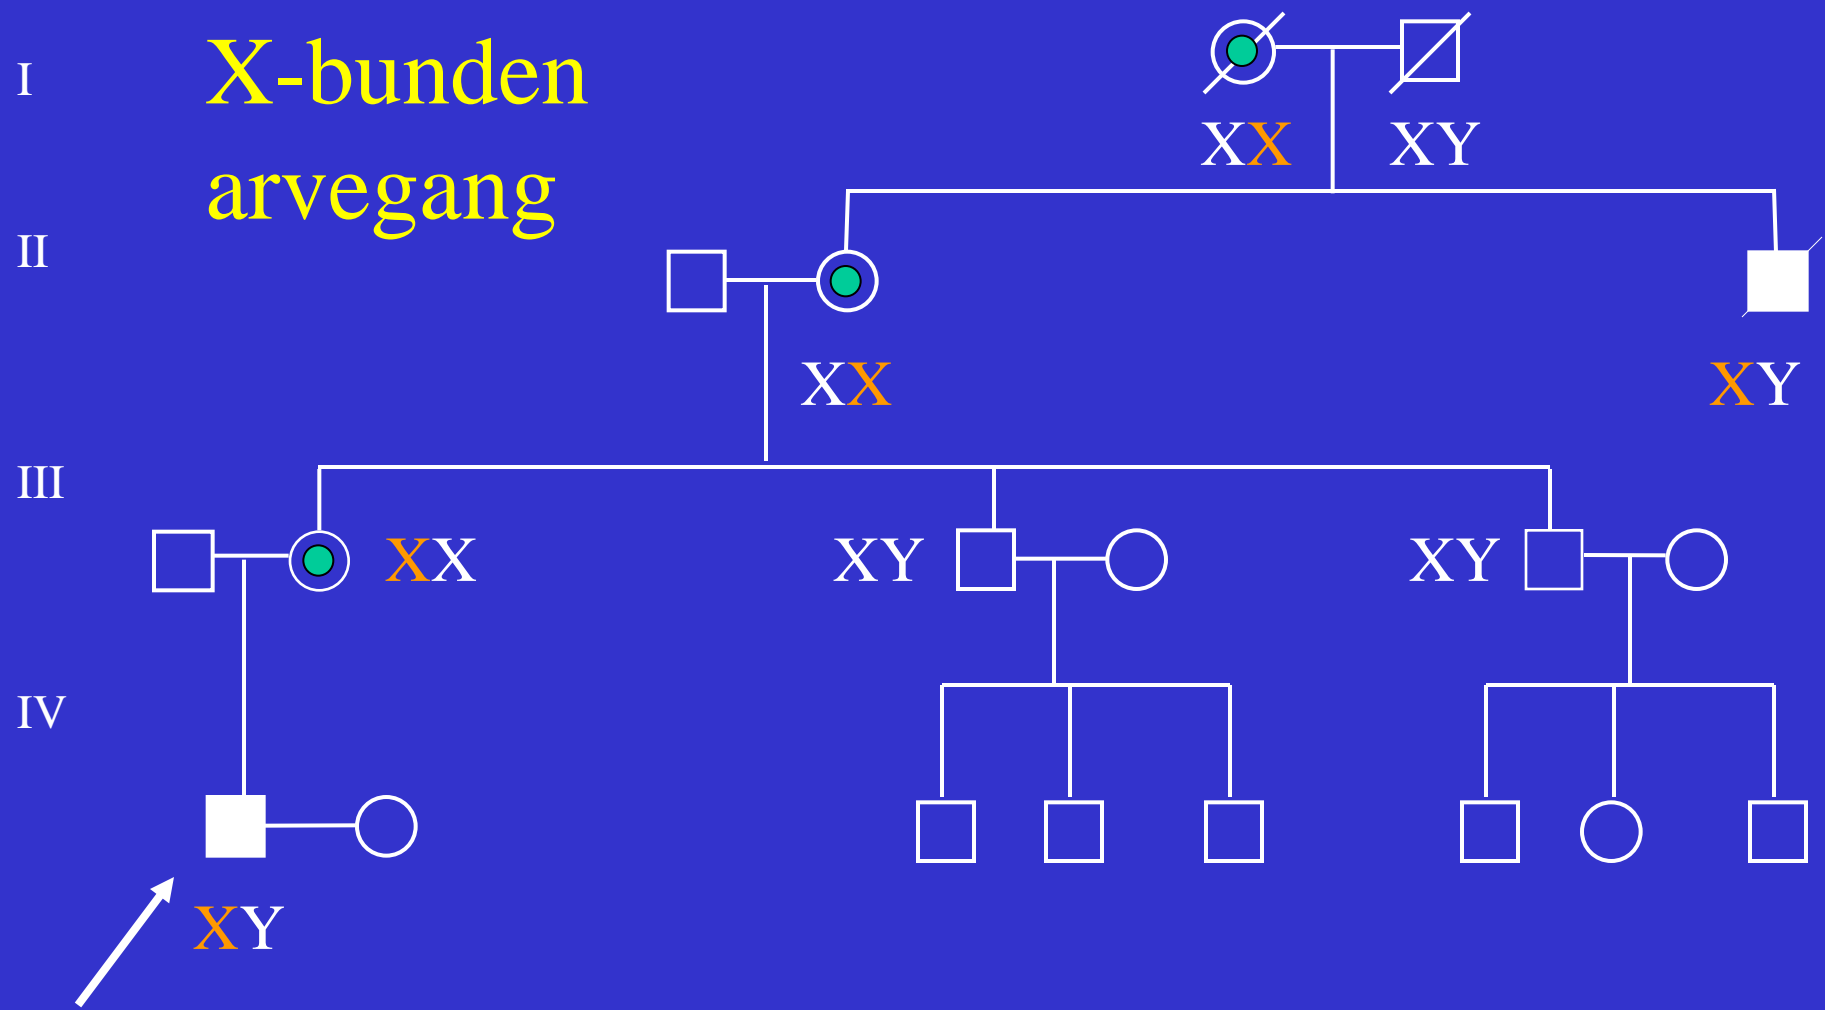 X-bunden
arvegang
I
XX XY
II
XX XY
III
XX XY XY
IV
XY